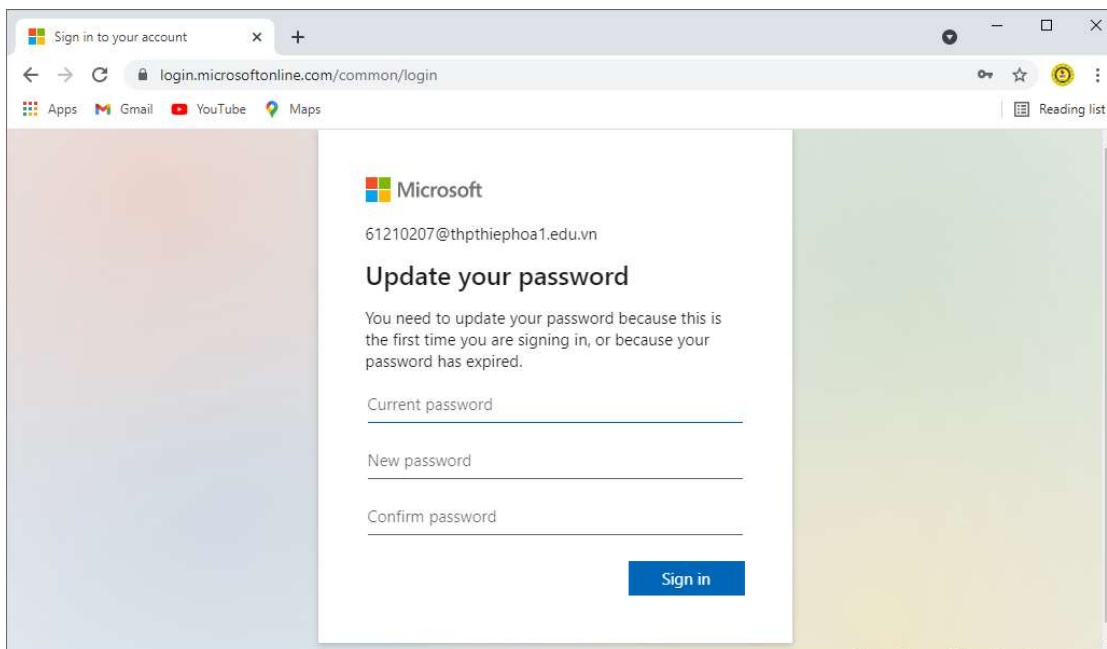 Sign in to your account
login.microsoftonline.com/common/login
Apps Gmail YouTube Maps Reading list
Microsoft
61210207@thpthiephoa1.edu.vn
Update your password
You need to update your password because this is
the first time you are signing in, or because your
password has expired.
Current password
New password
Confirm password
Sign in